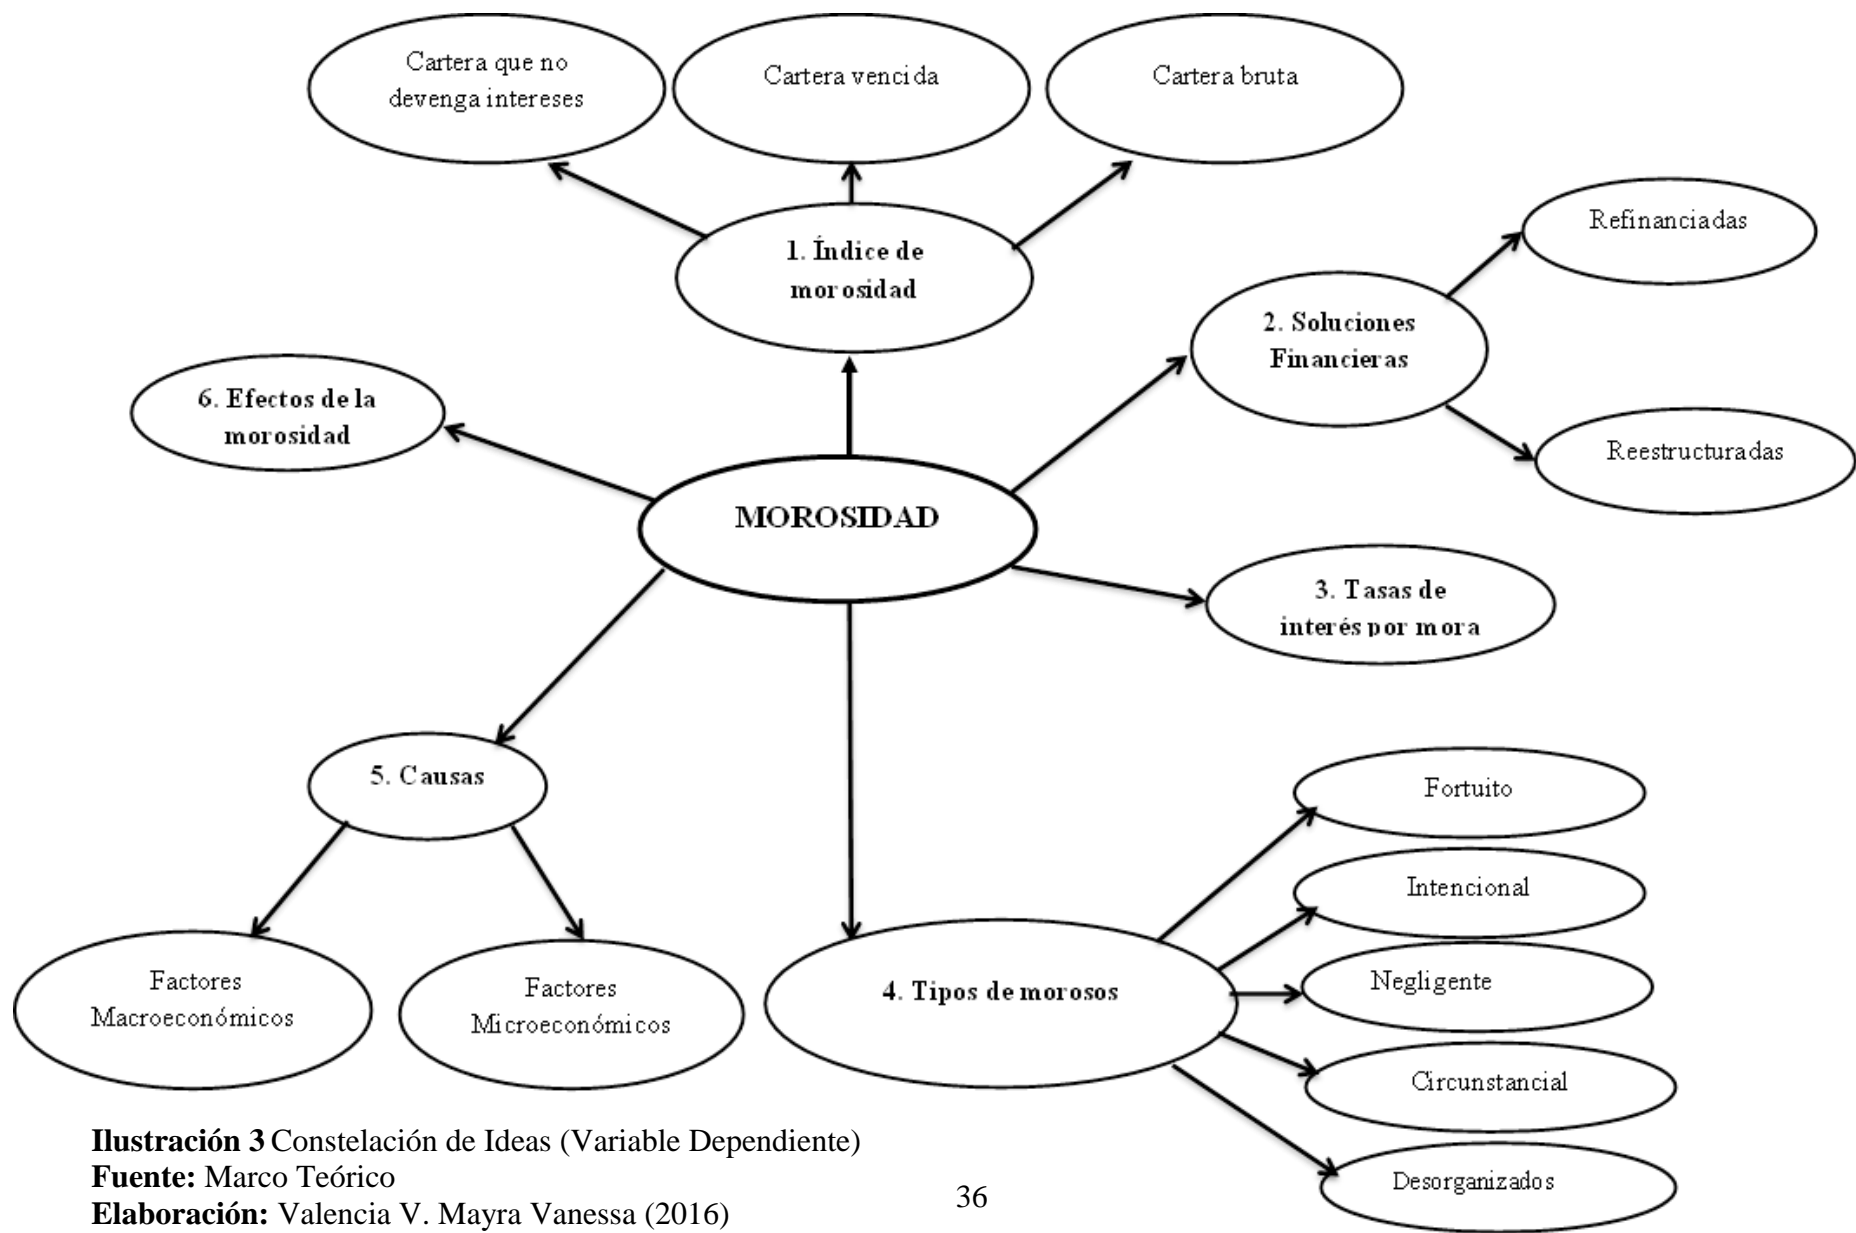 Cartera que no
devenga intereses
Cartera vencida
Cartera bruta
1. Índice de
morosidad
Refinanciadas
2. Soluciones
Financieras
Reestructuradas
6. Efectos de la
morosidad
MOROSIDAD
3. Tasas de
interés por mora
5. Causas
Factores
Macroeconómicos
Factores
Microeconómicos
4. Tipos de morosos
Fortuito
Intencional
Negligente
Circunstancial
Desorganizados
Ilustración 3 Constelación de Ideas (Variable Dependiente)
Fuente: Marco Teórico
Elaboración: Valencia V. Mayra Vanessa (2016)
36